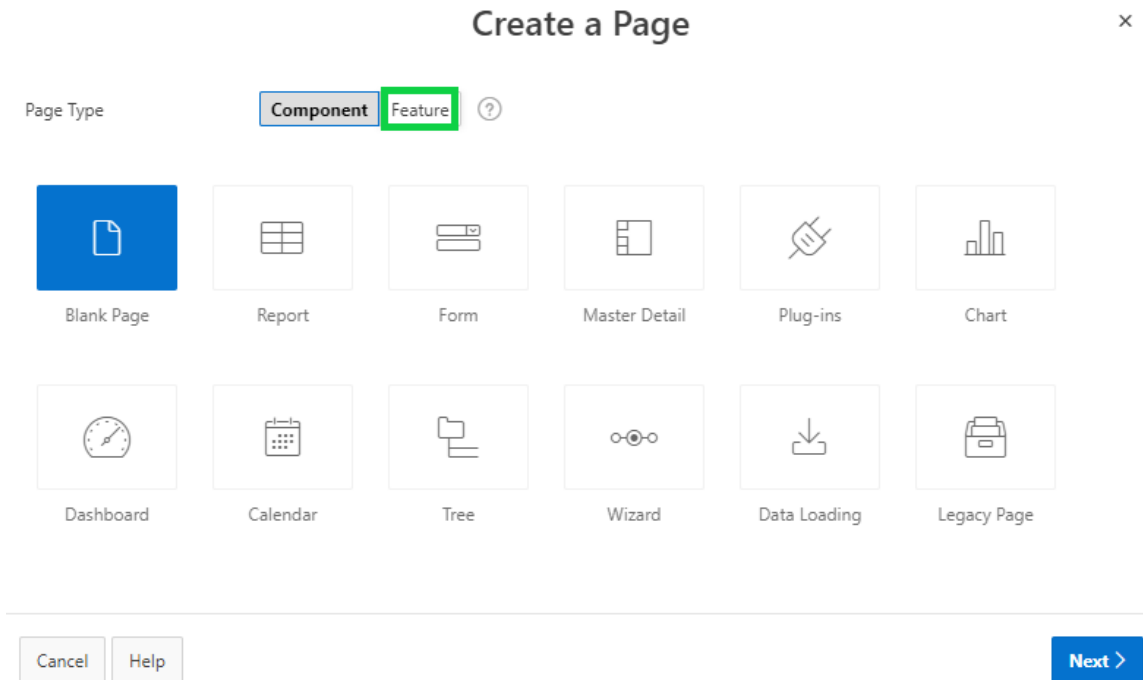 Create a Page
Page Type Component Feature
Blank Page Report Form Master Detail Plug-ins Chart
Dashboard Calendar Tree Wizard Data Loading Legacy Page
Cancel Help Next